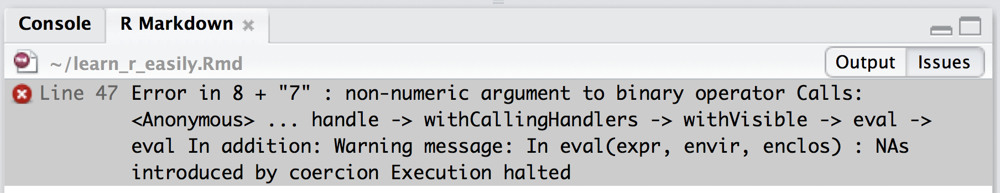 Console R Markdown
~/learn_r_easily.Rmd Output Issues
Line 47 Error in 8 + "7" : non-numeric argument to binary operator Calls:
<Anonymous> ... handle -> withCallingHandlers -> withVisible -> eval ->
eval In addition: Warning message: In eval(expr, envir, enclos) : NAs
introduced by coercion Execution halted